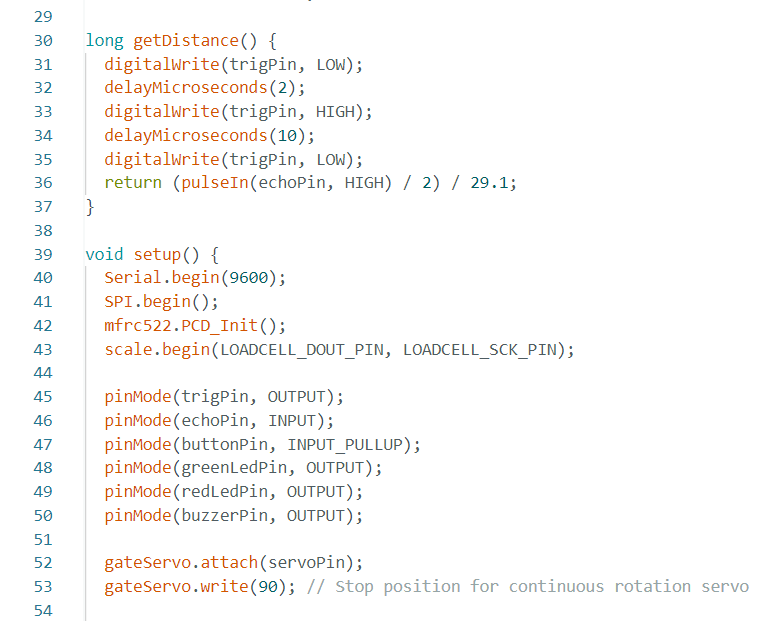 29
30 long getDistance() {
31   digitalWrite(trigPin, LOW);
32   delayMicroseconds(2);
33   digitalWrite(trigPin, HIGH);
34   delayMicroseconds(10);
35   digitalWrite(trigPin, LOW);
36   return (pulseIn(echoPin, HIGH) / 2) / 29.1;
37 }
38
39 void setup() {
40   Serial.begin(9600);
41   SPI.begin();
42   mfrc522.PCD_Init();
43   scale.begin(LOADCELL_DOUT_PIN, LOADCELL_SCK_PIN);
44
45   pinMode(trigPin, OUTPUT);
46   pinMode(echoPin, INPUT);
47   pinMode(buttonPin, INPUT_PULLUP);
48   pinMode(greenLedPin, OUTPUT);
49   pinMode(redLedPin, OUTPUT);
50   pinMode(buzzerPin, OUTPUT);
51
52   gateServo.attach(servoPin);
53   gateServo.write(90); // Stop position for continuous rotation servo
54